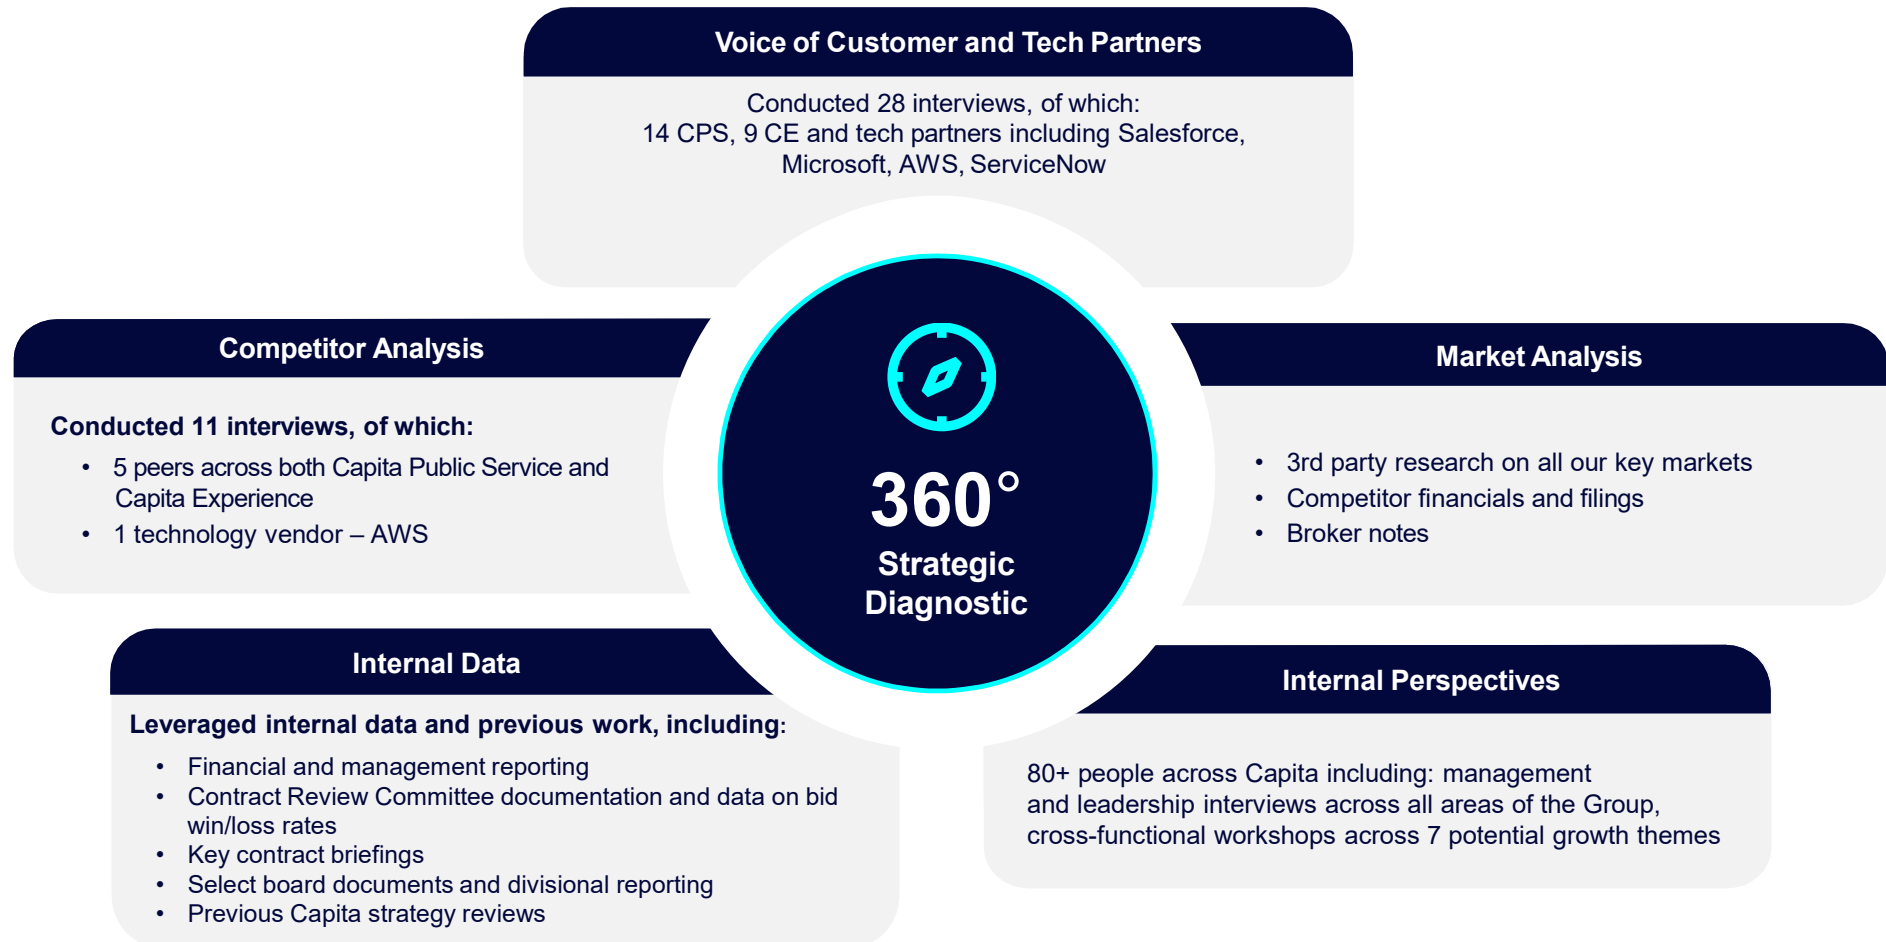 Voice of Customer and Tech Partners
Conducted 28 interviews, of which:
14 CPS, 9 CE and tech partners including Salesforce,
Microsoft, AWS, ServiceNow
Competitor Analysis
Conducted 11 interviews, of which:
• 5 peers across both Capita Public Service and
Capita Experience
• 1 technology vendor – AWS
360°
Strategic
Diagnostic
Market Analysis
• 3rd party research on all our key markets
• Competitor financials and filings
• Broker notes
Internal Data
Leveraged internal data and previous work, including:
• Financial and management reporting
• Contract Review Committee documentation and data on bid
win/loss rates
• Key contract briefings
• Select board documents and divisional reporting
• Previous Capita strategy reviews
Internal Perspectives
80+ people across Capita including: management
and leadership interviews across all areas of the Group,
cross-functional workshops across 7 potential growth themes